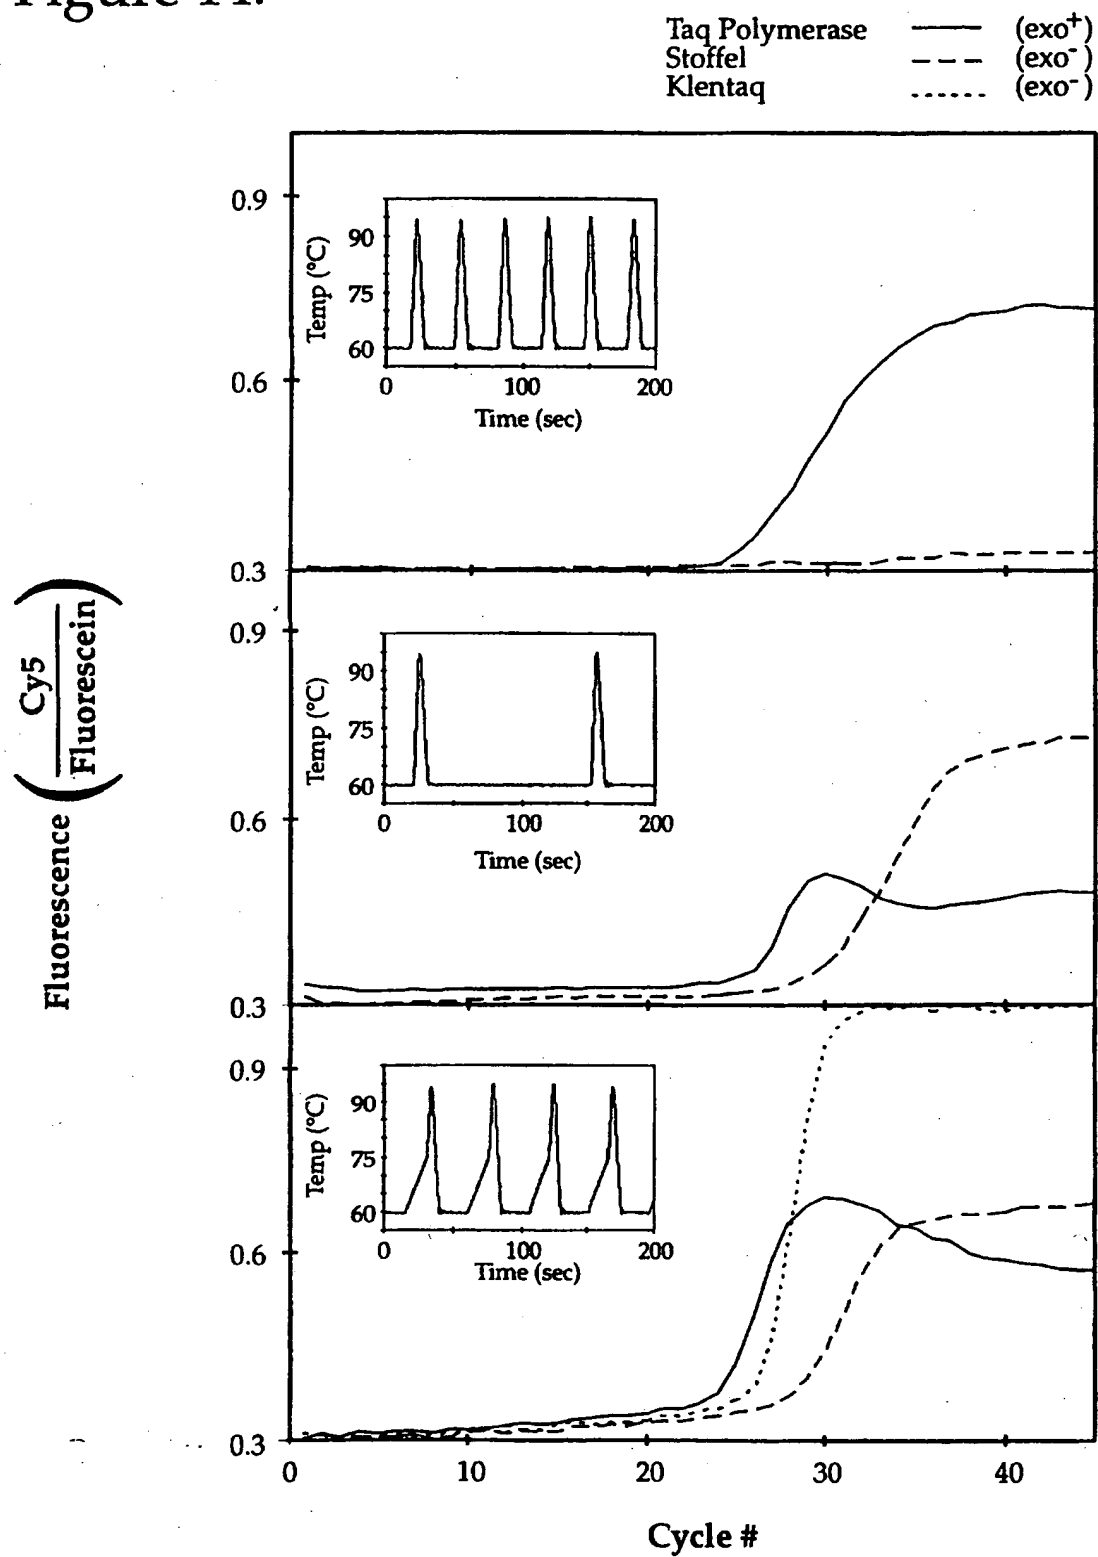 Taq Polymerase (exo⁺)
Stoffel (exo⁻)
Klentaq (exo⁻)
Fluorescence (Cy5 / Fluorescein)
0.9
0.6
0.3
Temp (°C)
90
75
60
0 100 200
Time (sec)
0.9
0.6
0.3
Temp (°C)
90
75
60
0 100 200
Time (sec)
0.9
0.6
0.3
Temp (°C)
90
75
60
0 100 200
Time (sec)
0 10 20 30 40
Cycle #